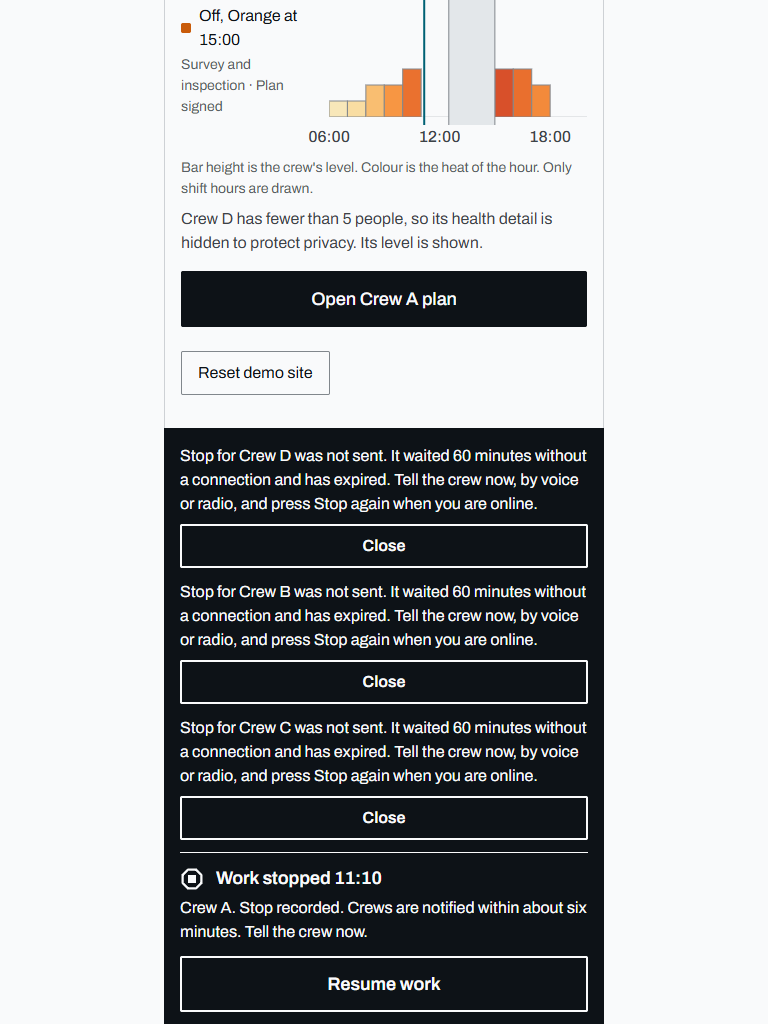 Off, Orange at
15:00
Survey and
inspection · Plan
signed
06:00 12:00 18:00
Bar height is the crew's level. Colour is the heat of the hour. Only
shift hours are drawn.
Crew D has fewer than 5 people, so its health detail is
hidden to protect privacy. Its level is shown.
Open Crew A plan
Reset demo site
Stop for Crew D was not sent. It waited 60 minutes without
a connection and has expired. Tell the crew now, by voice
or radio, and press Stop again when you are online.
Close
Stop for Crew B was not sent. It waited 60 minutes without
a connection and has expired. Tell the crew now, by voice
or radio, and press Stop again when you are online.
Close
Stop for Crew C was not sent. It waited 60 minutes without
a connection and has expired. Tell the crew now, by voice
or radio, and press Stop again when you are online.
Close
Work stopped 11:10
Crew A. Stop recorded. Crews are notified within about six
minutes. Tell the crew now.
Resume work